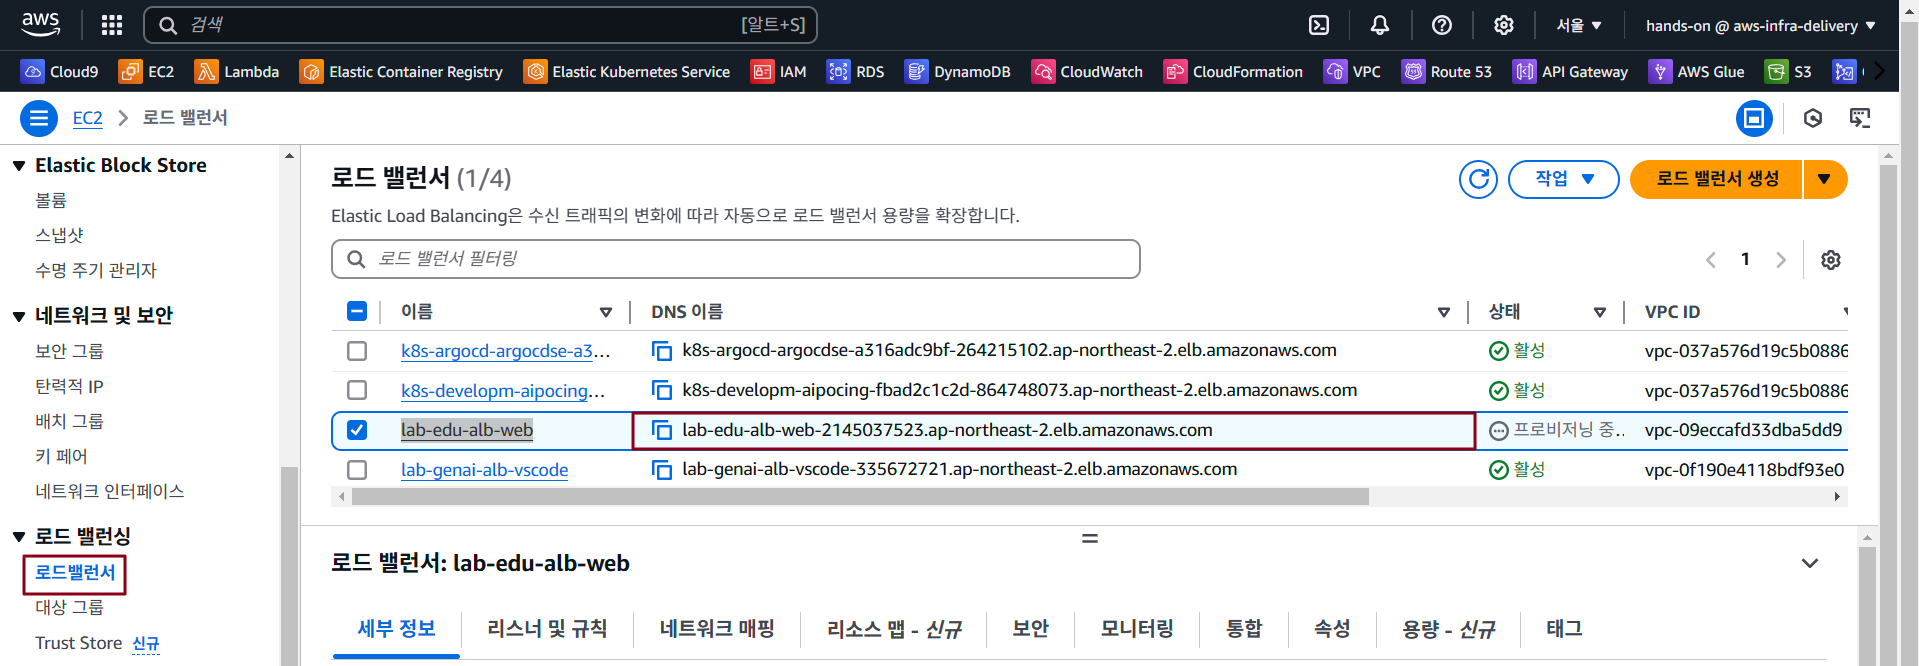 aws 검색 [알트+S] 서울 ▼ hands-on @ aws-infra-delivery ▼
Cloud9 EC2 Lambda Elastic Container Registry Elastic Kubernetes Service IAM RDS DynamoDB CloudWatch CloudFormation VPC Route 53 API Gateway AWS Glue S3
EC2 > 로드 밸런서
Elastic Block Store
볼륨
스냅샷
수명 주기 관리자
네트워크 및 보안
보안 그룹
탄력적 IP
배치 그룹
키 페어
네트워크 인터페이스
로드 밸런싱
로드밸런서
대상 그룹
Trust Store 신규
로드 밸런서 (1/4)
작업 ▼ 로드 밸런서 생성 ▼
Elastic Load Balancing은 수신 트래픽의 변화에 따라 자동으로 로드 밸런서 용량을 확장합니다.
로드 밸런서 필터링
1
이름 DNS 이름 상태 VPC ID
k8s-argocd-argocdse-a3... k8s-argocd-argocdse-a316adc9bf-264215102.ap-northeast-2.elb.amazonaws.com 활성 vpc-037a576d19c5b0886
k8s-developm-aipocing... k8s-developm-aipocing-fbad2c1c2d-864748073.ap-northeast-2.elb.amazonaws.com 활성 vpc-037a576d19c5b0886
lab-edu-alb-web lab-edu-alb-web-2145037523.ap-northeast-2.elb.amazonaws.com 프로비저닝 중.. vpc-09eccafd33dba5dd9
lab-genai-alb-vscode lab-genai-alb-vscode-335672721.ap-northeast-2.elb.amazonaws.com 활성 vpc-0f190e4118bdf93e0
로드 밸런서: lab-edu-alb-web
세부 정보 리스너 및 규칙 네트워크 매핑 리소스 맵 - 신규 보안 모니터링 통합 속성 용량 - 신규 태그